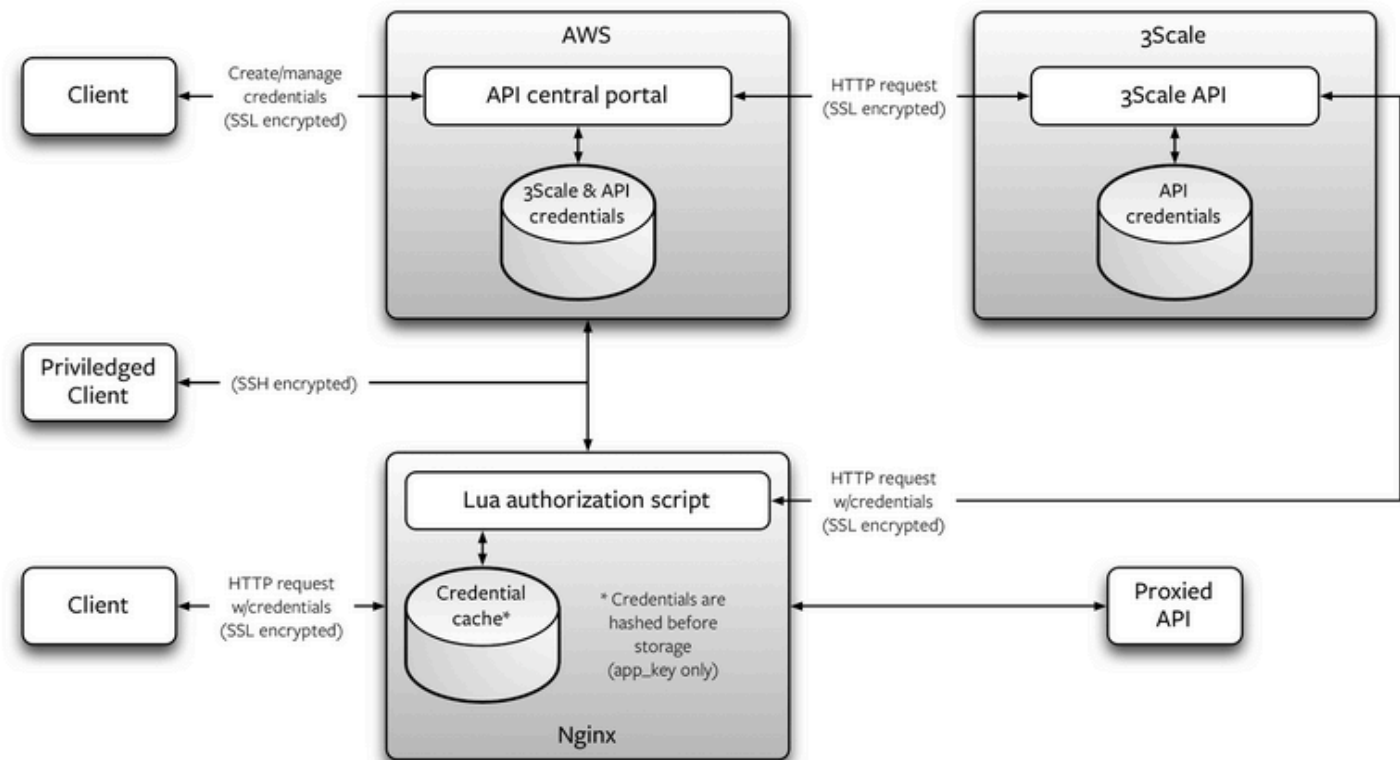 AWS
3Scale
Client
Create/manage
credentials
(SSL encrypted)
API central portal
HTTP request
(SSL encrypted)
3Scale API
3Scale & API
credentials
API
credentials
Priviledged
Client
(SSH encrypted)
Lua authorization script
HTTP request
w/credentials
(SSL encrypted)
Client
HTTP request
w/credentials
(SSL encrypted)
Credential
cache*
* Credentials are
hashed before
storage
(app_key only)
Proxied
API
Nginx